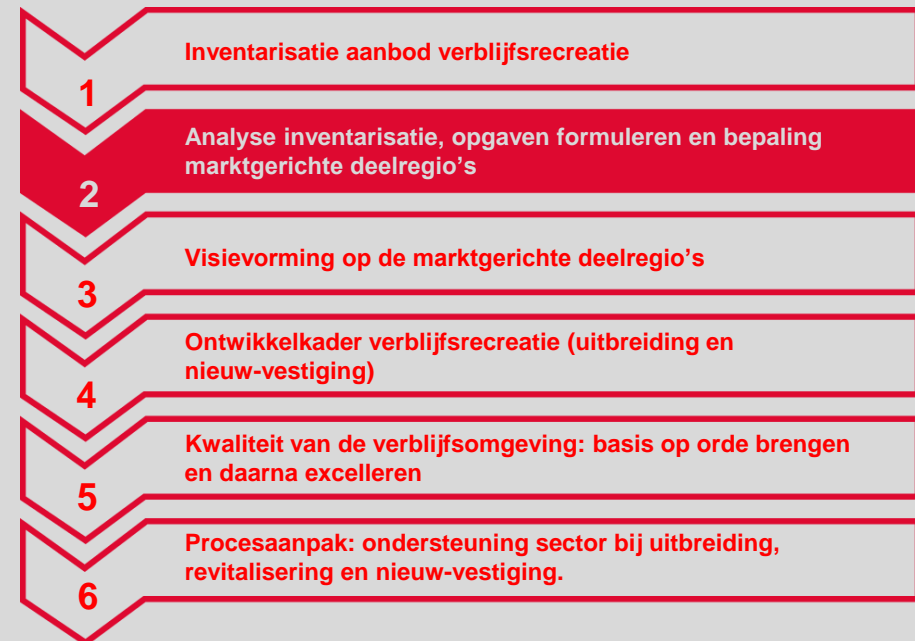 1
Inventarisatie aanbod verblijfsrecreatie
2
Analyse inventarisatie, opgaven formuleren en bepaling
marktgerichte deelregio's
3
Visievorming op de marktgerichte deelregio's
4
Ontwikkelkader verblijfsrecreatie (uitbreiding en
nieuw-vestiging)
5
Kwaliteit van de verblijfsomgeving: basis op orde brengen
en daarna excelleren
6
Procesaanpak: ondersteuning sector bij uitbreiding,
revitalisering en nieuw-vestiging.